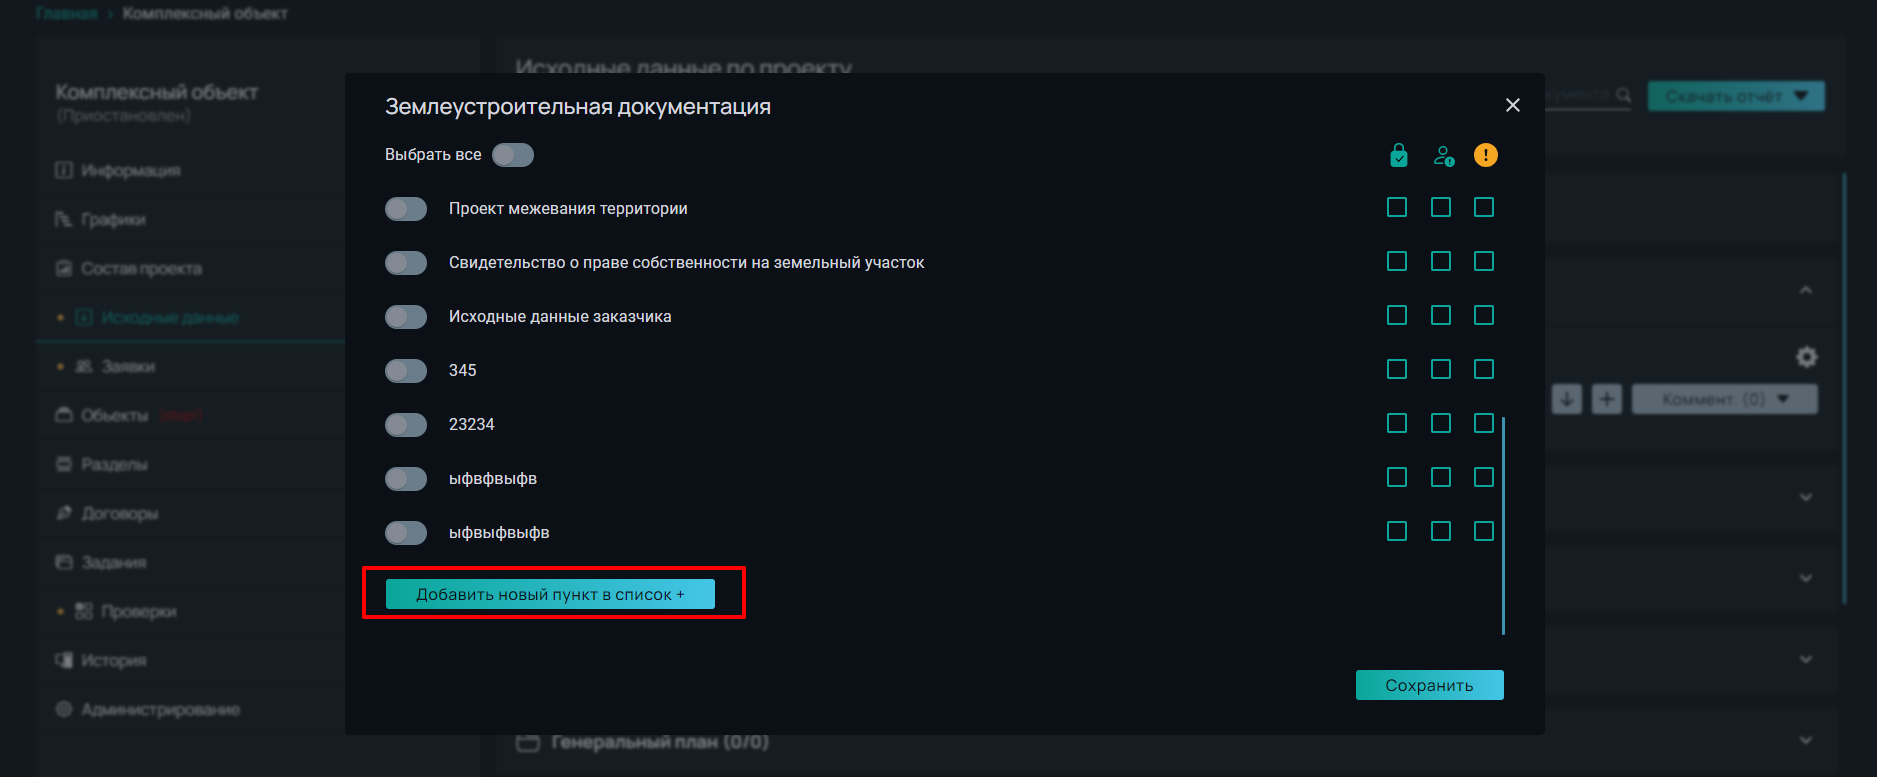 Главная › Комплексный объект
Исходные данные по проекту
Скачать отчёт
Комплексный объект
(Приостановлен)
Информация
Графики
Состав проекта
Исходные данные
Заявки
Объекты
Разделы
Договоры
Задания
Проверки
История
Администрирование
Землеустроительная документация
Выбрать все
Проект межевания территории
Свидетельство о праве собственности на земельный участок
Исходные данные заказчика
345
23234
ыфвфвыфв
ыфвыфвыфв
Добавить новый пункт в список +
Сохранить
Коммент. (0)
Генеральный план (0/0)